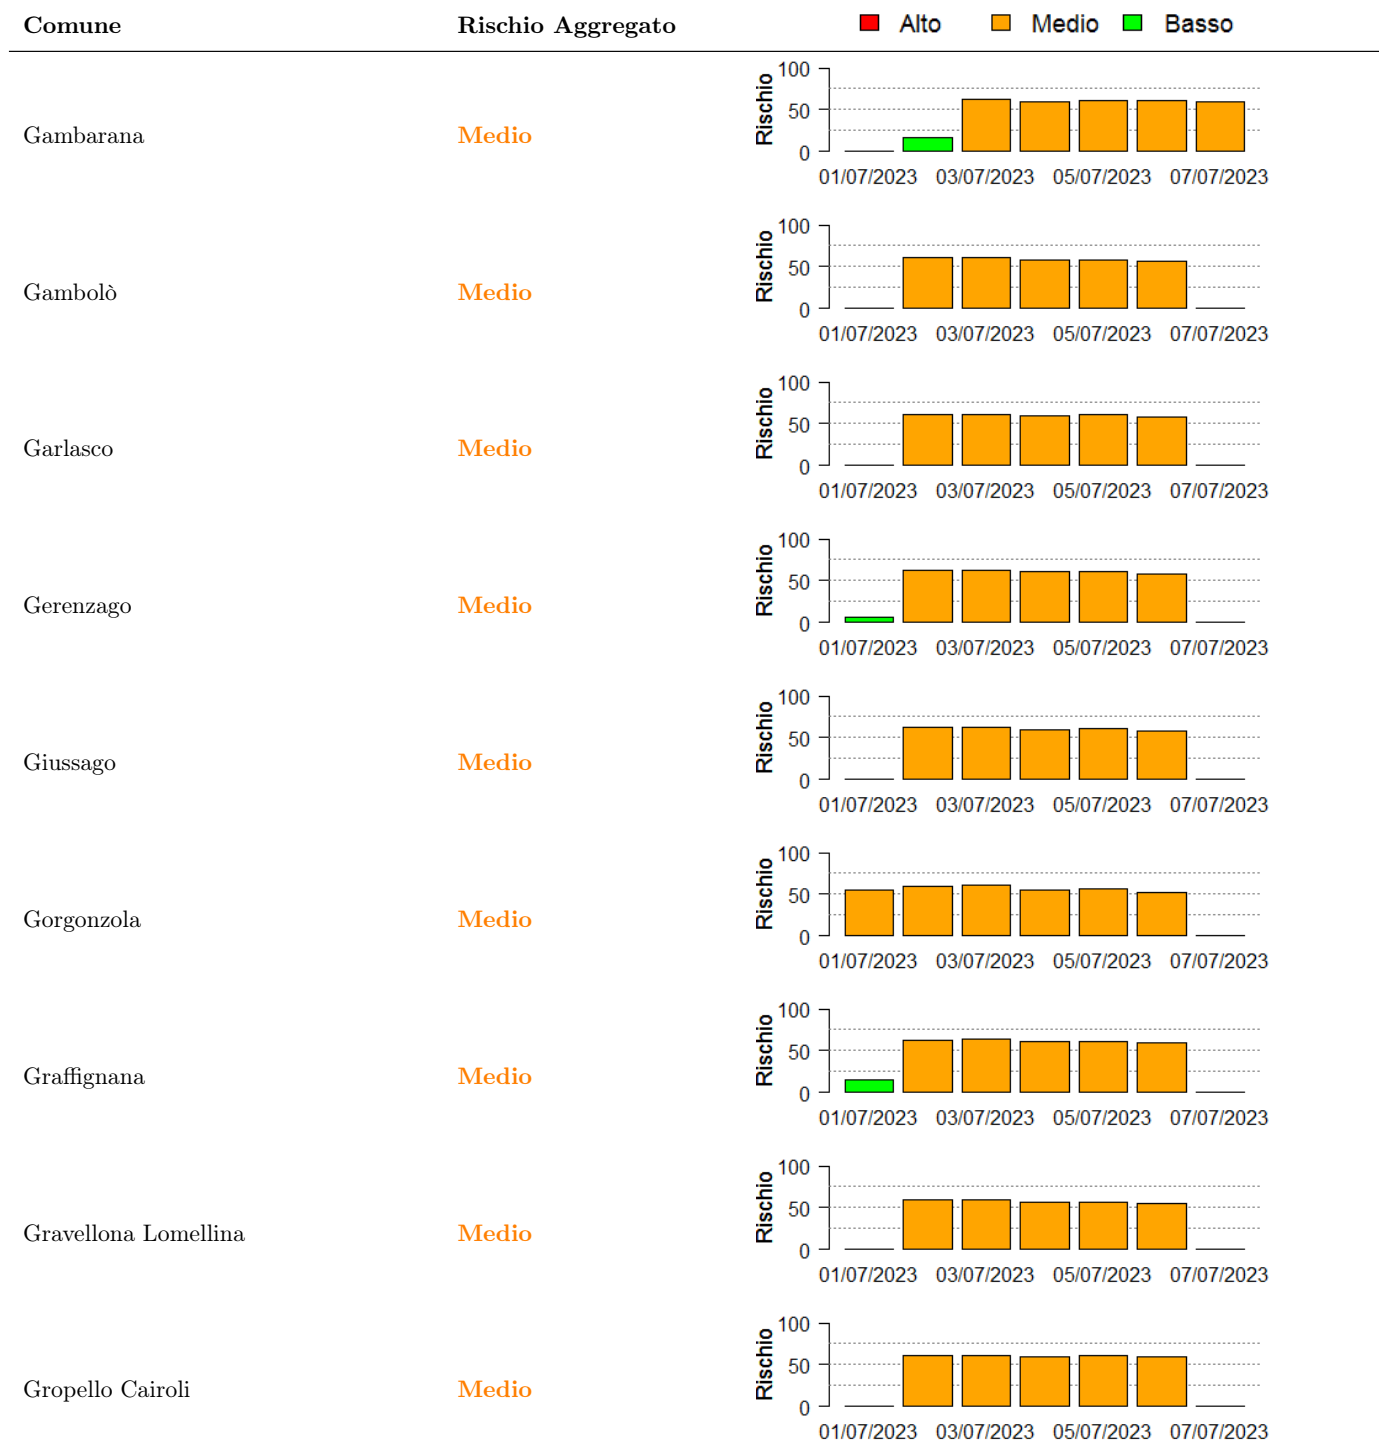 Comune Rischio Aggregato Alto Medio Basso
Gambarana Medio Rischio 100 50 0
01/07/2023 03/07/2023 05/07/2023 07/07/2023
Gambolò Medio Rischio 100 50 0
01/07/2023 03/07/2023 05/07/2023 07/07/2023
Garlasco Medio Rischio 100 50 0
01/07/2023 03/07/2023 05/07/2023 07/07/2023
Gerenzago Medio Rischio 100 50 0
01/07/2023 03/07/2023 05/07/2023 07/07/2023
Giussago Medio Rischio 100 50 0
01/07/2023 03/07/2023 05/07/2023 07/07/2023
Gorgonzola Medio Rischio 100 50 0
01/07/2023 03/07/2023 05/07/2023 07/07/2023
Graffignana Medio Rischio 100 50 0
01/07/2023 03/07/2023 05/07/2023 07/07/2023
Gravellona Lomellina Medio Rischio 100 50 0
01/07/2023 03/07/2023 05/07/2023 07/07/2023
Gropello Cairoli Medio Rischio 100 50 0
01/07/2023 03/07/2023 05/07/2023 07/07/2023